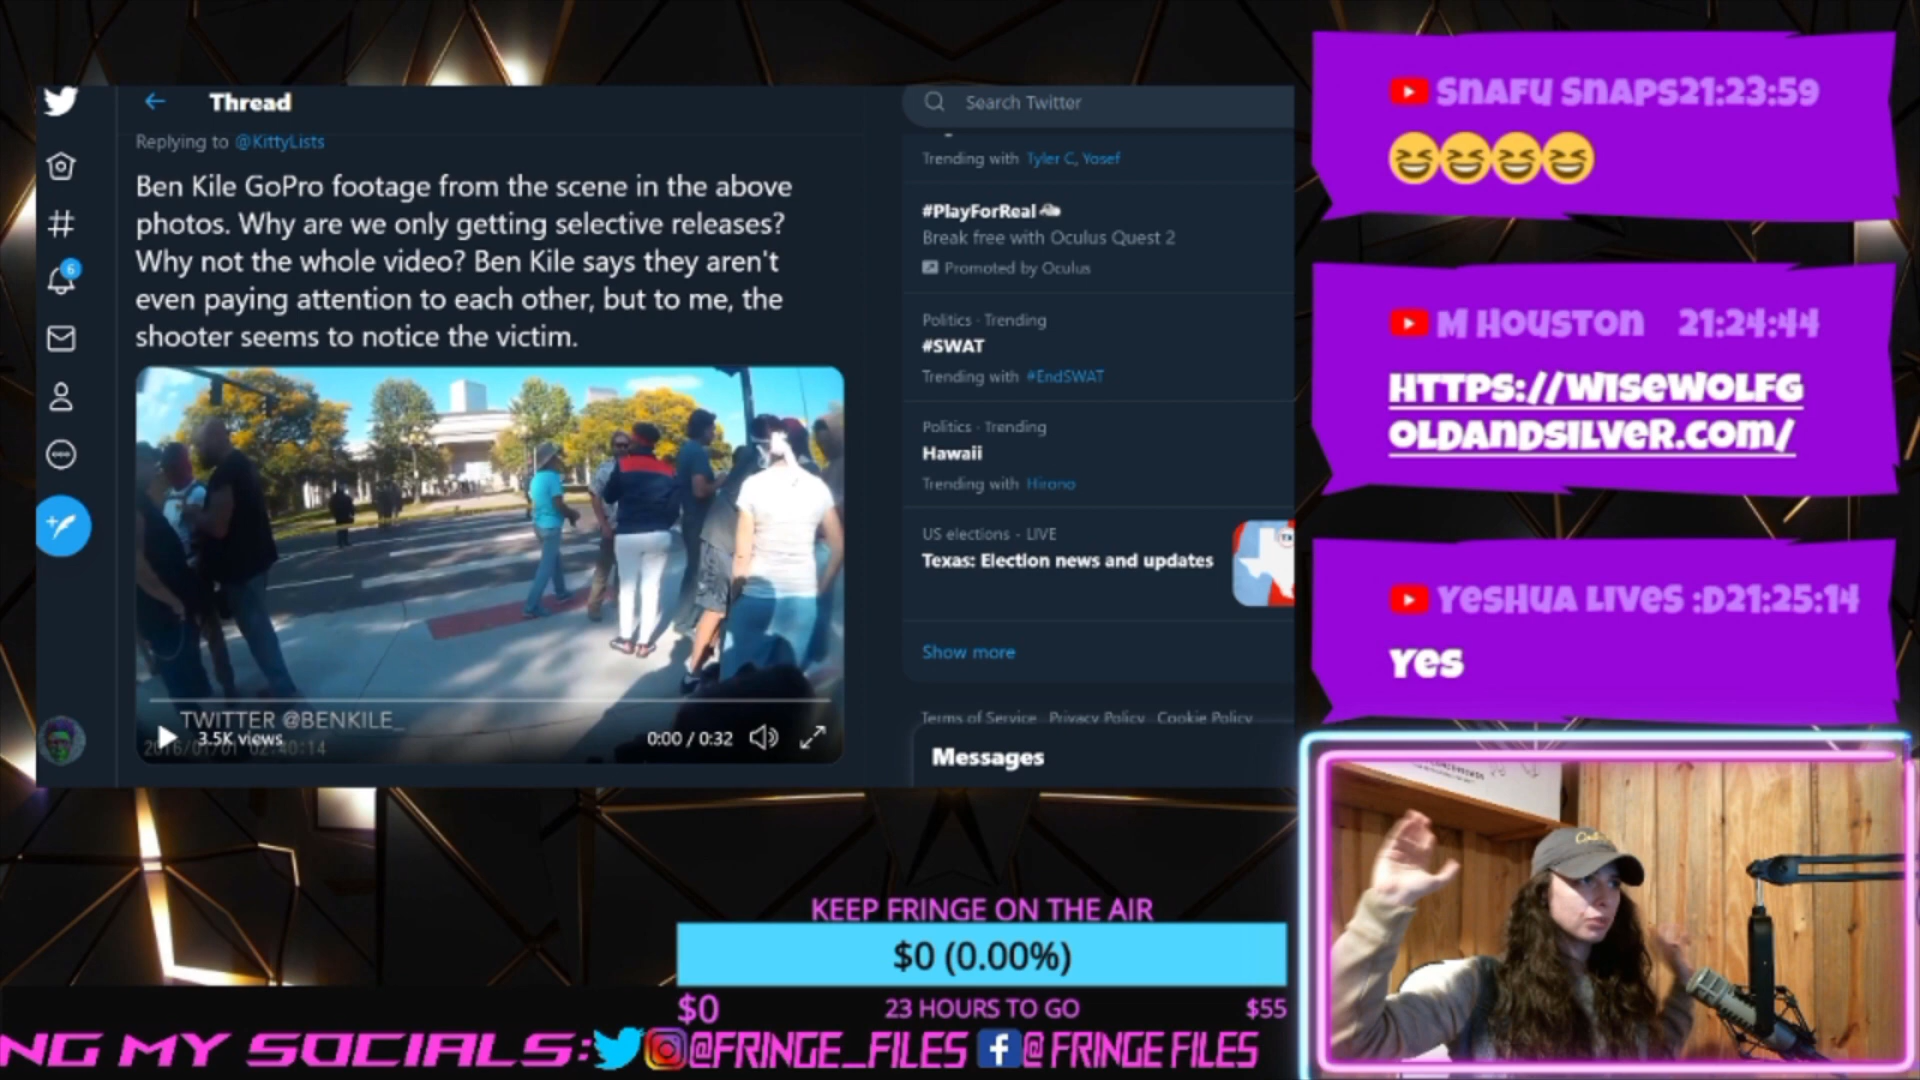 Thread
Replying to @KittyLists
Ben Kile GoPro footage from the scene in the above
photos. Why are we only getting selective releases?
Why not the whole video? Ben Kile says they aren't
even paying attention to each other, but to me, the
shooter seems to notice the victim.
6
TWITTER @BENKILE_
3.5K views
2016/01/01 02:40:14
0:00 / 0:32
Search Twitter
Trending with Tyler C, Yosef
#PlayForReal
Break free with Oculus Quest 2
Promoted by Oculus
Politics · Trending
#SWAT
Trending with #EndSWAT
Politics · Trending
Hawaii
Trending with Hirono
US elections · LIVE
Texas: Election news and updates
Show more
Terms of Service Privacy Policy Cookie Policy
Messages
SNAFU SNAPS21:23:59
M HOUSTON 21:24:44
HTTPS://WISEWOLFG
OLDANDSILVER.COM/
YESHUA LIVES :D21:25:14
YES
KEEP FRINGE ON THE AIR
$0 (0.00%)
$0 23 HOURS TO GO $55
NG MY SOCIALS: @FRINGE_FILES @ FRINGE FILES